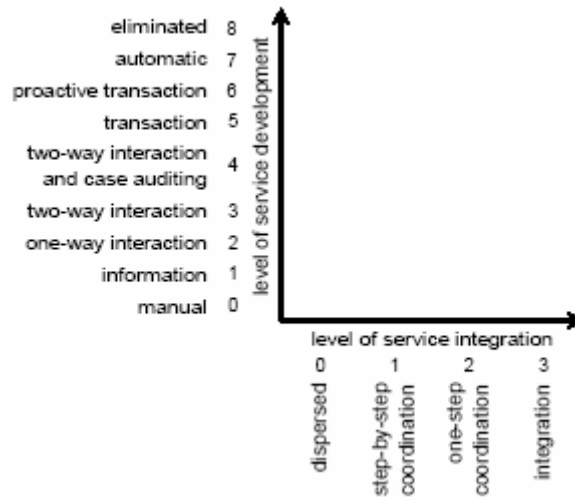 eliminated 8
automatic 7
proactive transaction 6
transaction 5
two-way interaction
and case auditing 4
two-way interaction 3
one-way interaction 2
information 1
manual 0
level of service development
level of service integration
0 1 2 3
dispersed
step-by-step
coordination
one-step
coordination
integration